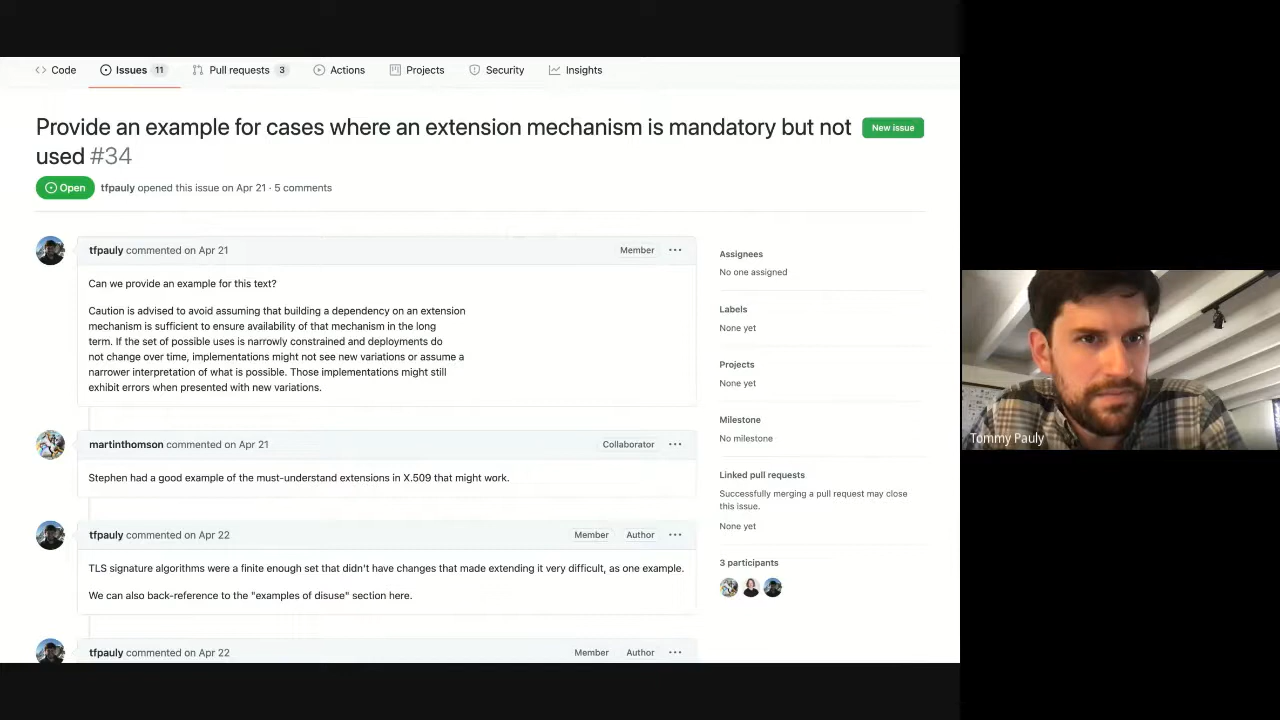 Code Issues 11 Pull requests 3 Actions Projects Security Insights
Provide an example for cases where an extension mechanism is mandatory but not
used #34
New issue
Open tfpauly opened this issue on Apr 21 · 5 comments
tfpauly commented on Apr 21 Member
Can we provide an example for this text?
Caution is advised to avoid assuming that building a dependency on an extension
mechanism is sufficient to ensure availability of that mechanism in the long
term. If the set of possible uses is narrowly constrained and deployments do
not change over time, implementations might not see new variations or assume a
narrower interpretation of what is possible. Those implementations might still
exhibit errors when presented with new variations.
martinthomson commented on Apr 21 Collaborator
Stephen had a good example of the must-understand extensions in X.509 that might work.
tfpauly commented on Apr 22 Member Author
TLS signature algorithms were a finite enough set that didn't have changes that made extending it very difficult, as one example.
We can also back-reference to the "examples of disuse" section here.
tfpauly commented on Apr 22 Member Author
Assignees
No one assigned
Labels
None yet
Projects
None yet
Milestone
No milestone
Linked pull requests
Successfully merging a pull request may close
this issue.
None yet
3 participants
Tommy Pauly